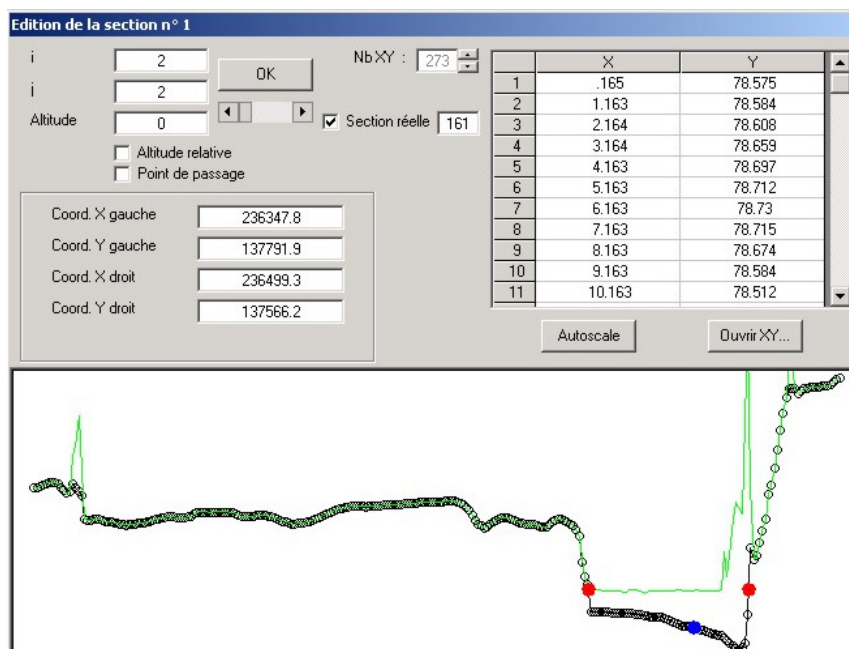 Edition de la section n° 1
i 2
j 2
Altitude 0
OK
Nb XY : 273
Section réelle 161
Altitude relative
Point de passage
Coord. X gauche 236347.8
Coord. Y gauche 137791.9
Coord. X droit 236499.3
Coord. Y droit 137566.2
X Y
1 .165 78.575
2 1.163 78.584
3 2.164 78.608
4 3.164 78.659
5 4.163 78.697
6 5.163 78.712
7 6.163 78.73
8 7.163 78.715
9 8.163 78.674
10 9.163 78.584
11 10.163 78.512
Autoscale
Ouvrir XY...